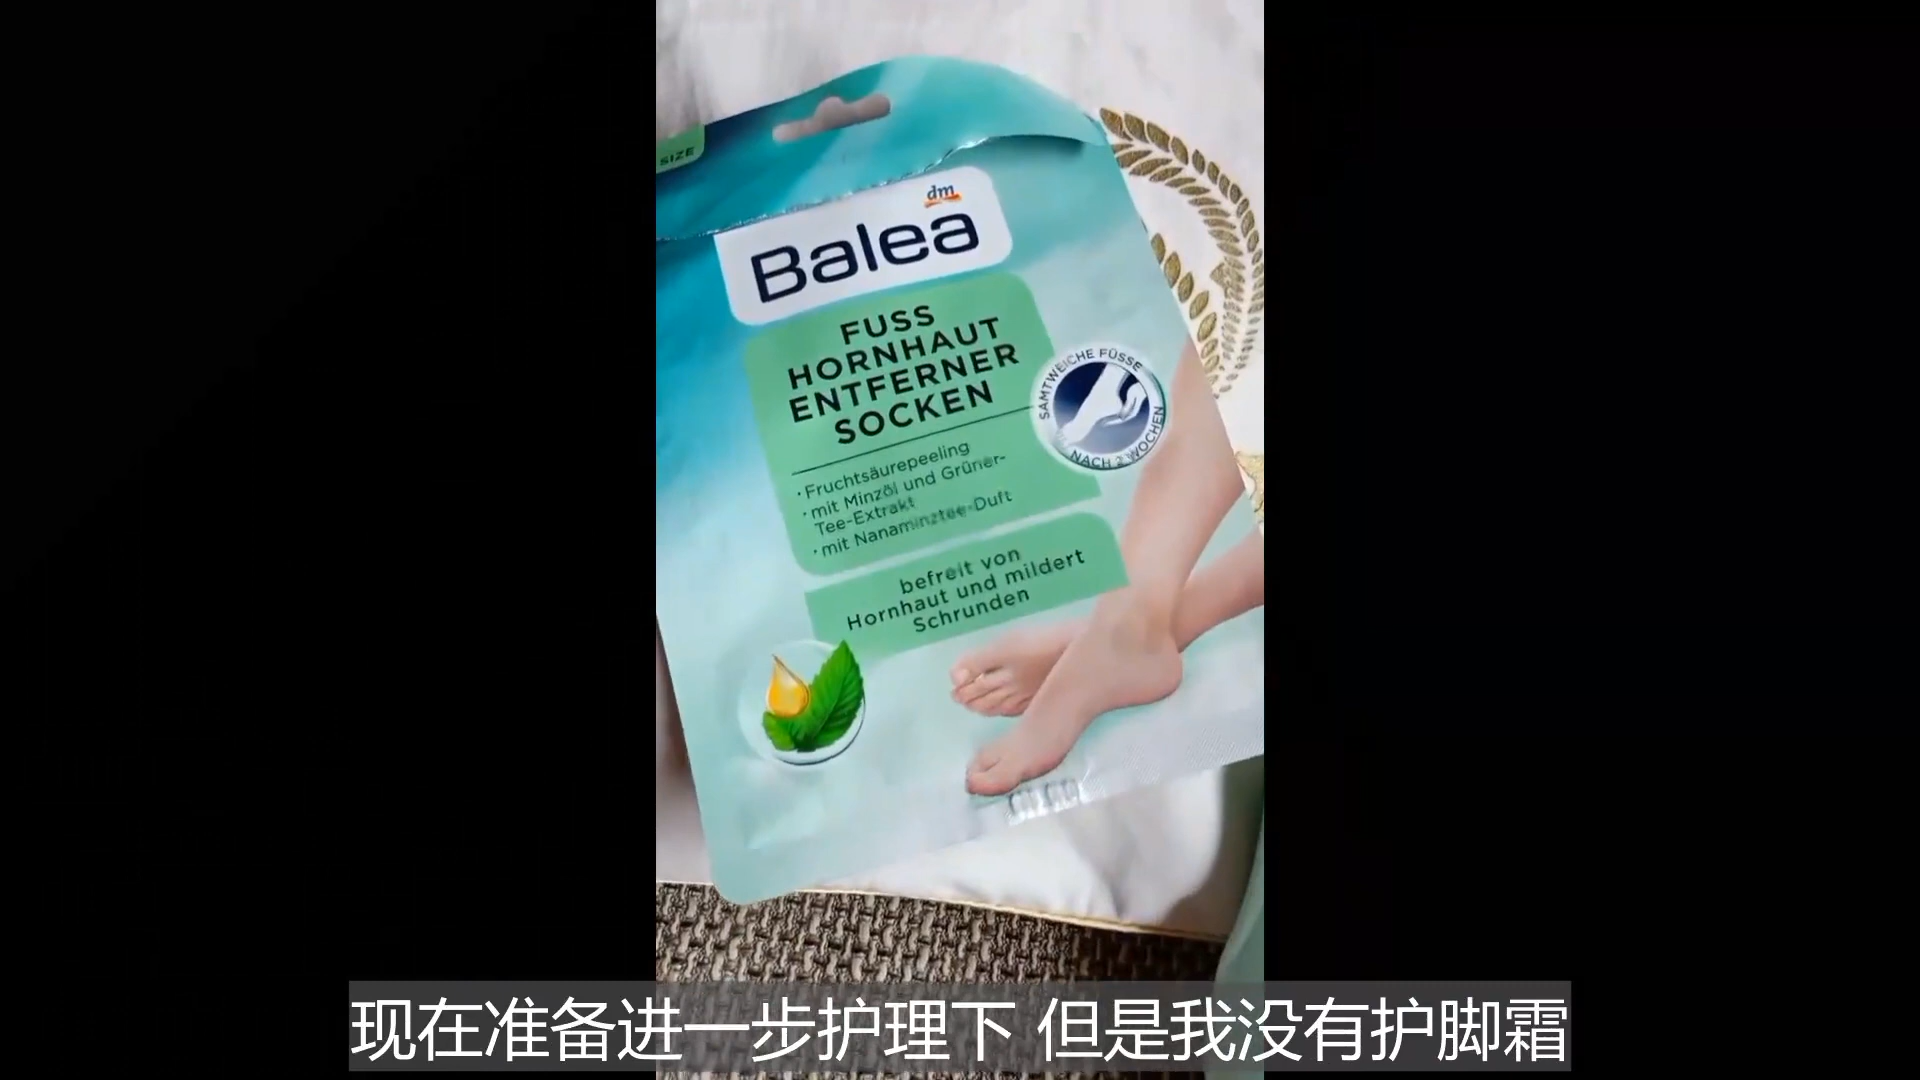 SIZE
dm
Balea
FUSS
HORNHAUT
ENTFERNER
SOCKEN
• Fruchtsäurepeeling
• mit Minzöl und Grüner-
Tee-Extrakt
• mit Nanaminztee-Duft
befreit von
Hornhaut und mildert
Schrunden
SAMTWEICHE FÜSSE
NACH 2 WOCHEN
现在准备进一步护理下 但是我没有护脚霜